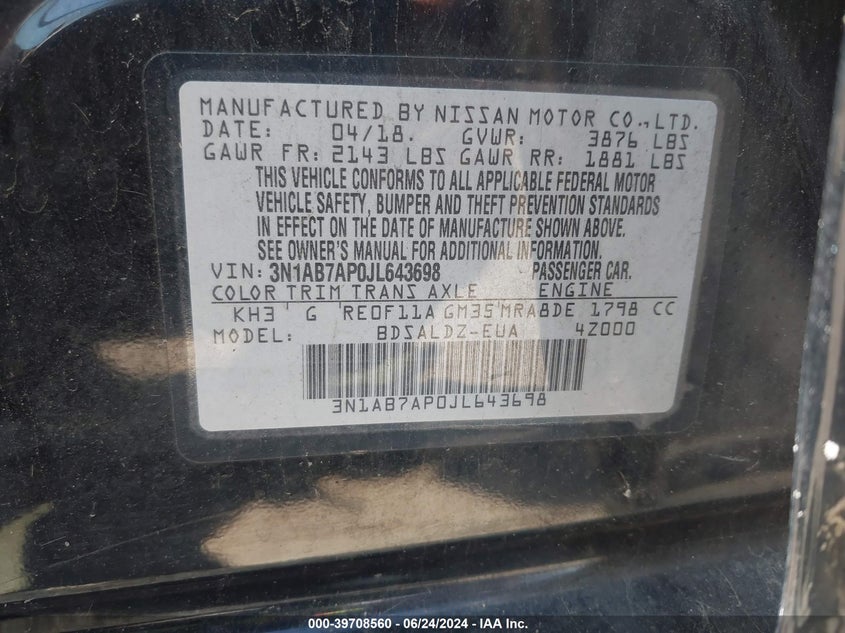 MANUFACTURED BY NISSAN MOTOR CO.,LTD.
DATE: 04/18. GVWR: 3876 LBS
GAWR FR: 2143 LBS GAWR RR: 1881 LBS
THIS VEHICLE CONFORMS TO ALL APPLICABLE FEDERAL MOTOR
VEHICLE SAFETY, BUMPER AND THEFT PREVENTION STANDARDS
IN EFFECT ON THE DATE OF MANUFACTURE SHOWN ABOVE.
SEE OWNER'S MANUAL FOR ADDITIONAL INFORMATION.
VIN: 3N1AB7AP0JL643698 PASSENGER CAR.
COLOR TRIM TRANS AXLE ENGINE
KH3 G RE0F11A GM35 MRA8DE 1798 CC
MODEL: BDSALDZ-EUA 4Z000
3N1AB7AP0JL643698
000-39708560 - 06/24/2024 - IAA Inc.